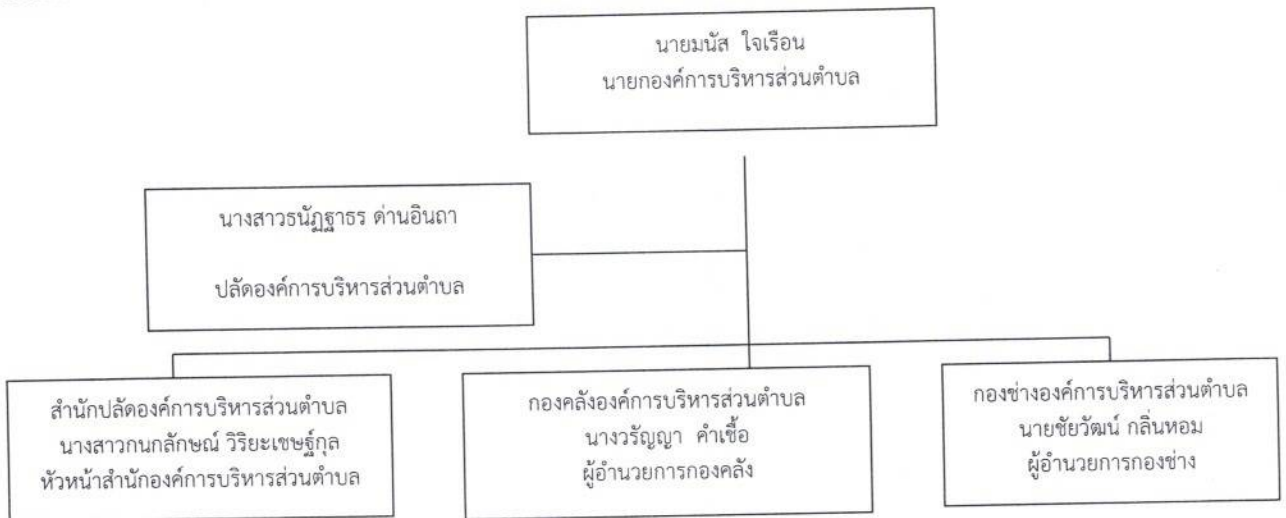 นายมนัส ใจเรือน
นายกองค์การบริหารส่วนตำบล
นางสาวธนัฏฐาธร ด่านอินถา
ปลัดองค์การบริหารส่วนตำบล
สำนักปลัดองค์การบริหารส่วนตำบล
นางสาวกนกลักษณ์ วิริยะเชษฐ์กุล
หัวหน้าสำนักองค์การบริหารส่วนตำบล
กองคลังองค์การบริหารส่วนตำบล
นางวรัญญา คำเชื้อ
ผู้อำนวยการกองคลัง
กองช่างองค์การบริหารส่วนตำบล
นายชัยวัฒน์ กลิ่นหอม
ผู้อำนวยการกองช่าง